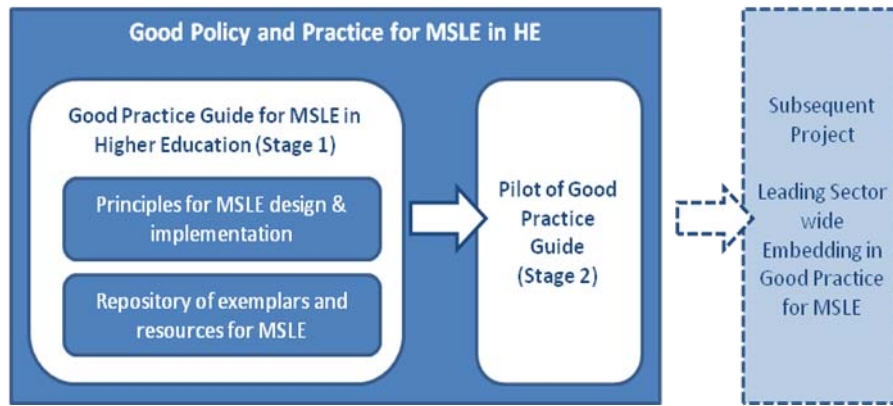 Good Policy and Practice for MSLE in HE
Good Practice Guide for MSLE in
Higher Education (Stage 1)
Principles for MSLE design &
implementation
Repository of exemplars and
resources for MSLE
Pilot of Good
Practice
Guide
(Stage 2)
Subsequent
Project
Leading Sector
wide
Embedding in
Good Practice
for MSLE